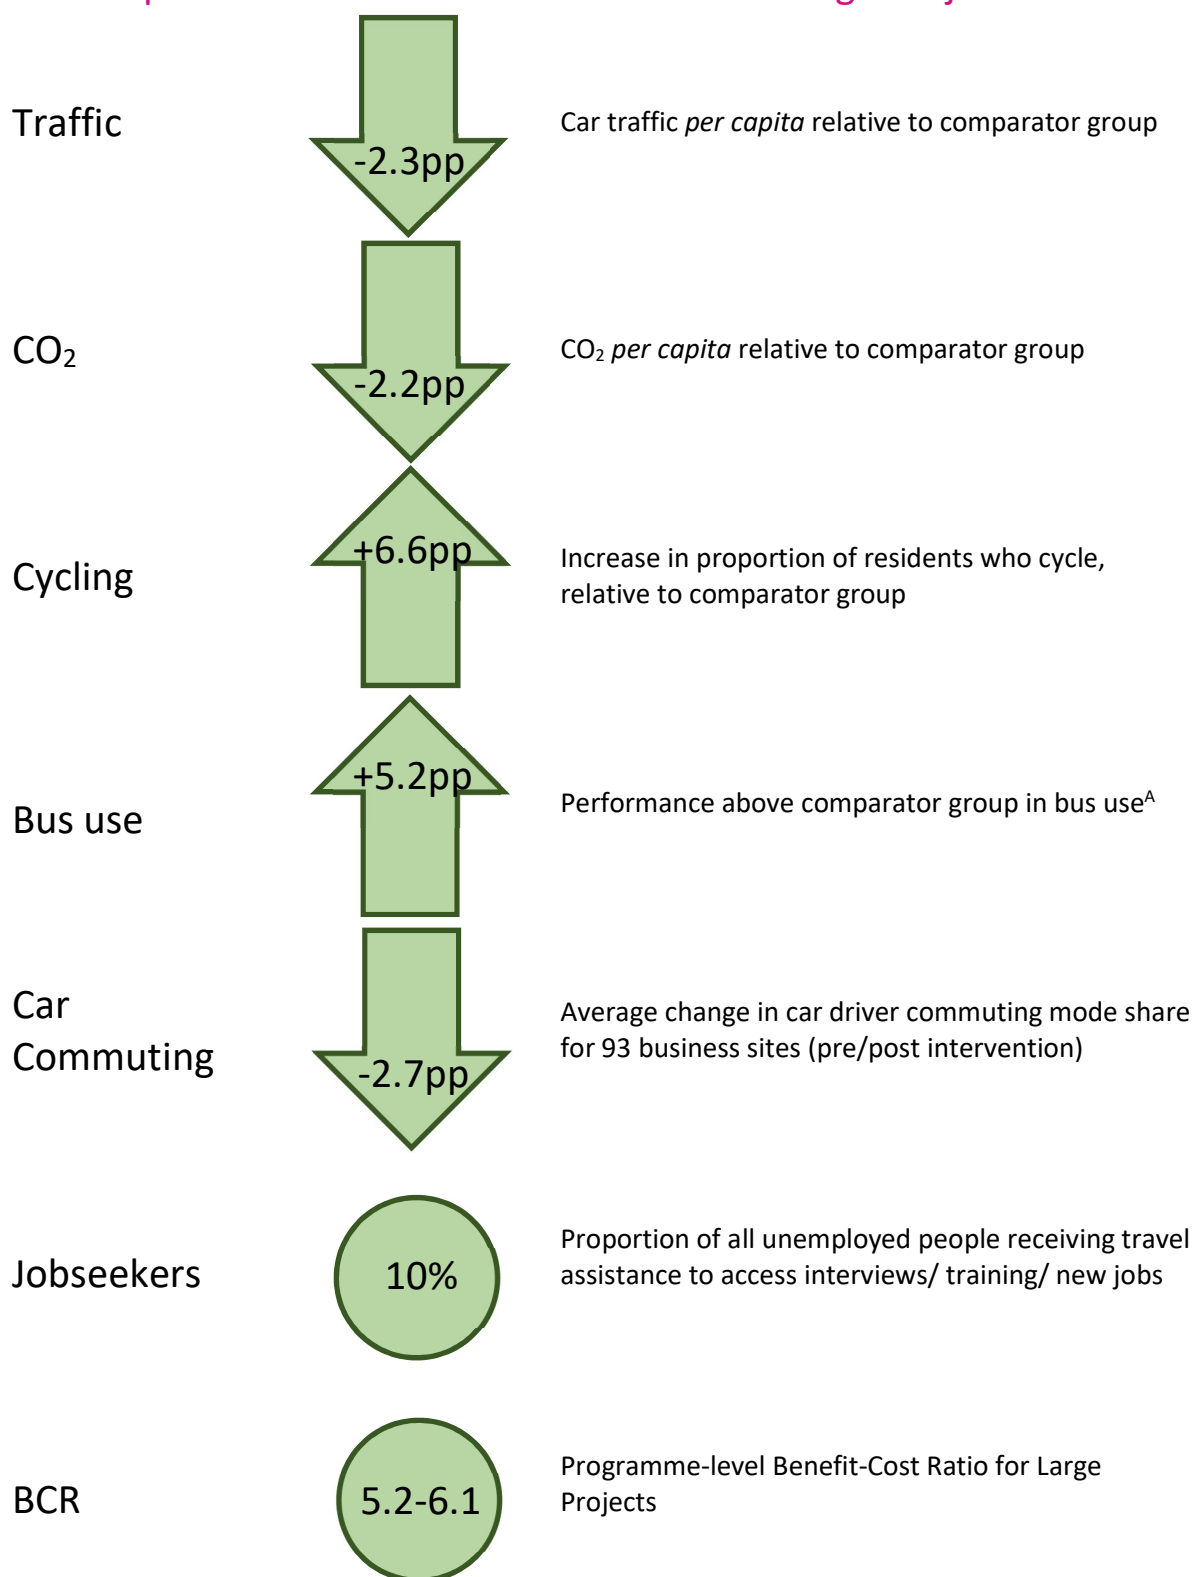 Traffic
-2.3pp
Car traffic per capita relative to comparator group
CO₂
-2.2pp
CO₂ per capita relative to comparator group
Cycling
+6.6pp
Increase in proportion of residents who cycle,
relative to comparator group
Bus use
+5.2pp
Performance above comparator group in bus useᴬ
Car
Commuting
-2.7pp
Average change in car driver commuting mode share
for 93 business sites (pre/post intervention)
Jobseekers
10%
Proportion of all unemployed people receiving travel
assistance to access interviews/ training/ new jobs
BCR
5.2-6.1
Programme-level Benefit-Cost Ratio for Large
Projects